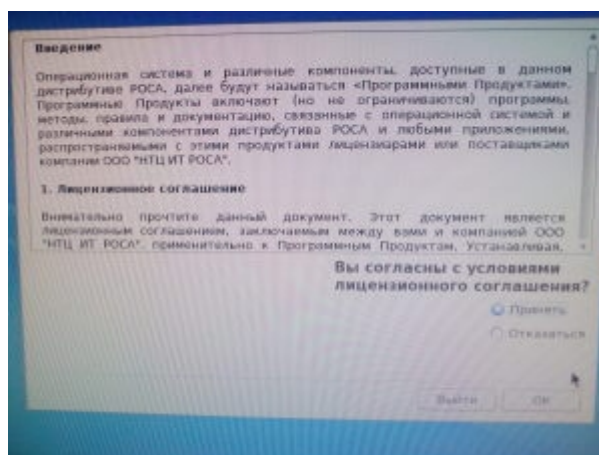 Введение
Операционная система и различные компоненты, доступные в данном
дистрибутиве РОСА, далее будут называться «Программными Продуктами».
Программные Продукты включают (но не ограничиваются) программы,
методы, правила и документацию, связанные с операционной системой и
различными компонентами дистрибутива РОСА и любыми приложениями,
распространяемыми с этими продуктами лицензиарами или поставщиками
компании ООО "НТЦ ИТ РОСА".
1. Лицензионное соглашение
Внимательно прочтите данный документ. Этот документ является
лицензионным соглашением, заключаемым между вами и компанией ООО
"НТЦ ИТ РОСА", применительно к Программным Продуктам. Устанавливая,
Вы согласны с условиями
лицензионного соглашения?
Принять
Отказаться
Выйти
ОК